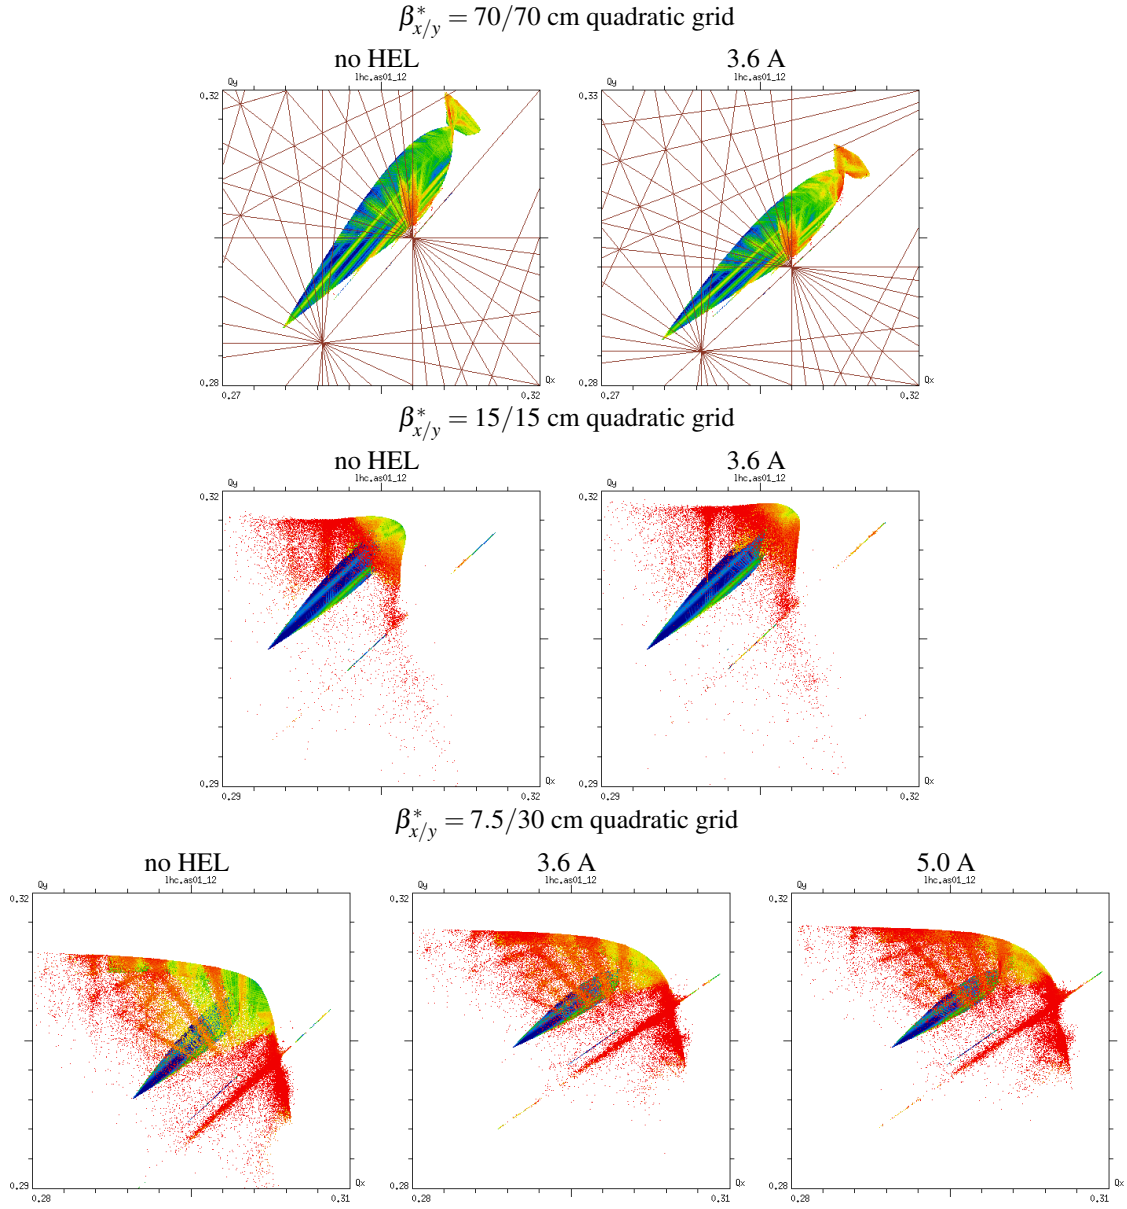 β*x/y = 70/70 cm quadratic grid
no HEL 3.6 A
lhc.as01_12 lhc.as01_12
Qy Qy
0.32 0.33
0.28 Qx 0.28 Qx
0.27 0.32 0.27 0.32
β*x/y = 15/15 cm quadratic grid
no HEL 3.6 A
lhc.as01_12 lhc.as01_12
Qy Qy
0.32 0.32
0.29 Qx 0.29 Qx
0.29 0.32 0.29 0.32
β*x/y = 7.5/30 cm quadratic grid
no HEL 3.6 A 5.0 A
lhc.as01_12 lhc.as01_12 lhc.as01_12
Qy Qy Qy
0.32 0.32 0.32
0.29 Qx 0.28 Qx 0.28 Qx
0.28 0.31 0.28 0.31 0.28 0.31